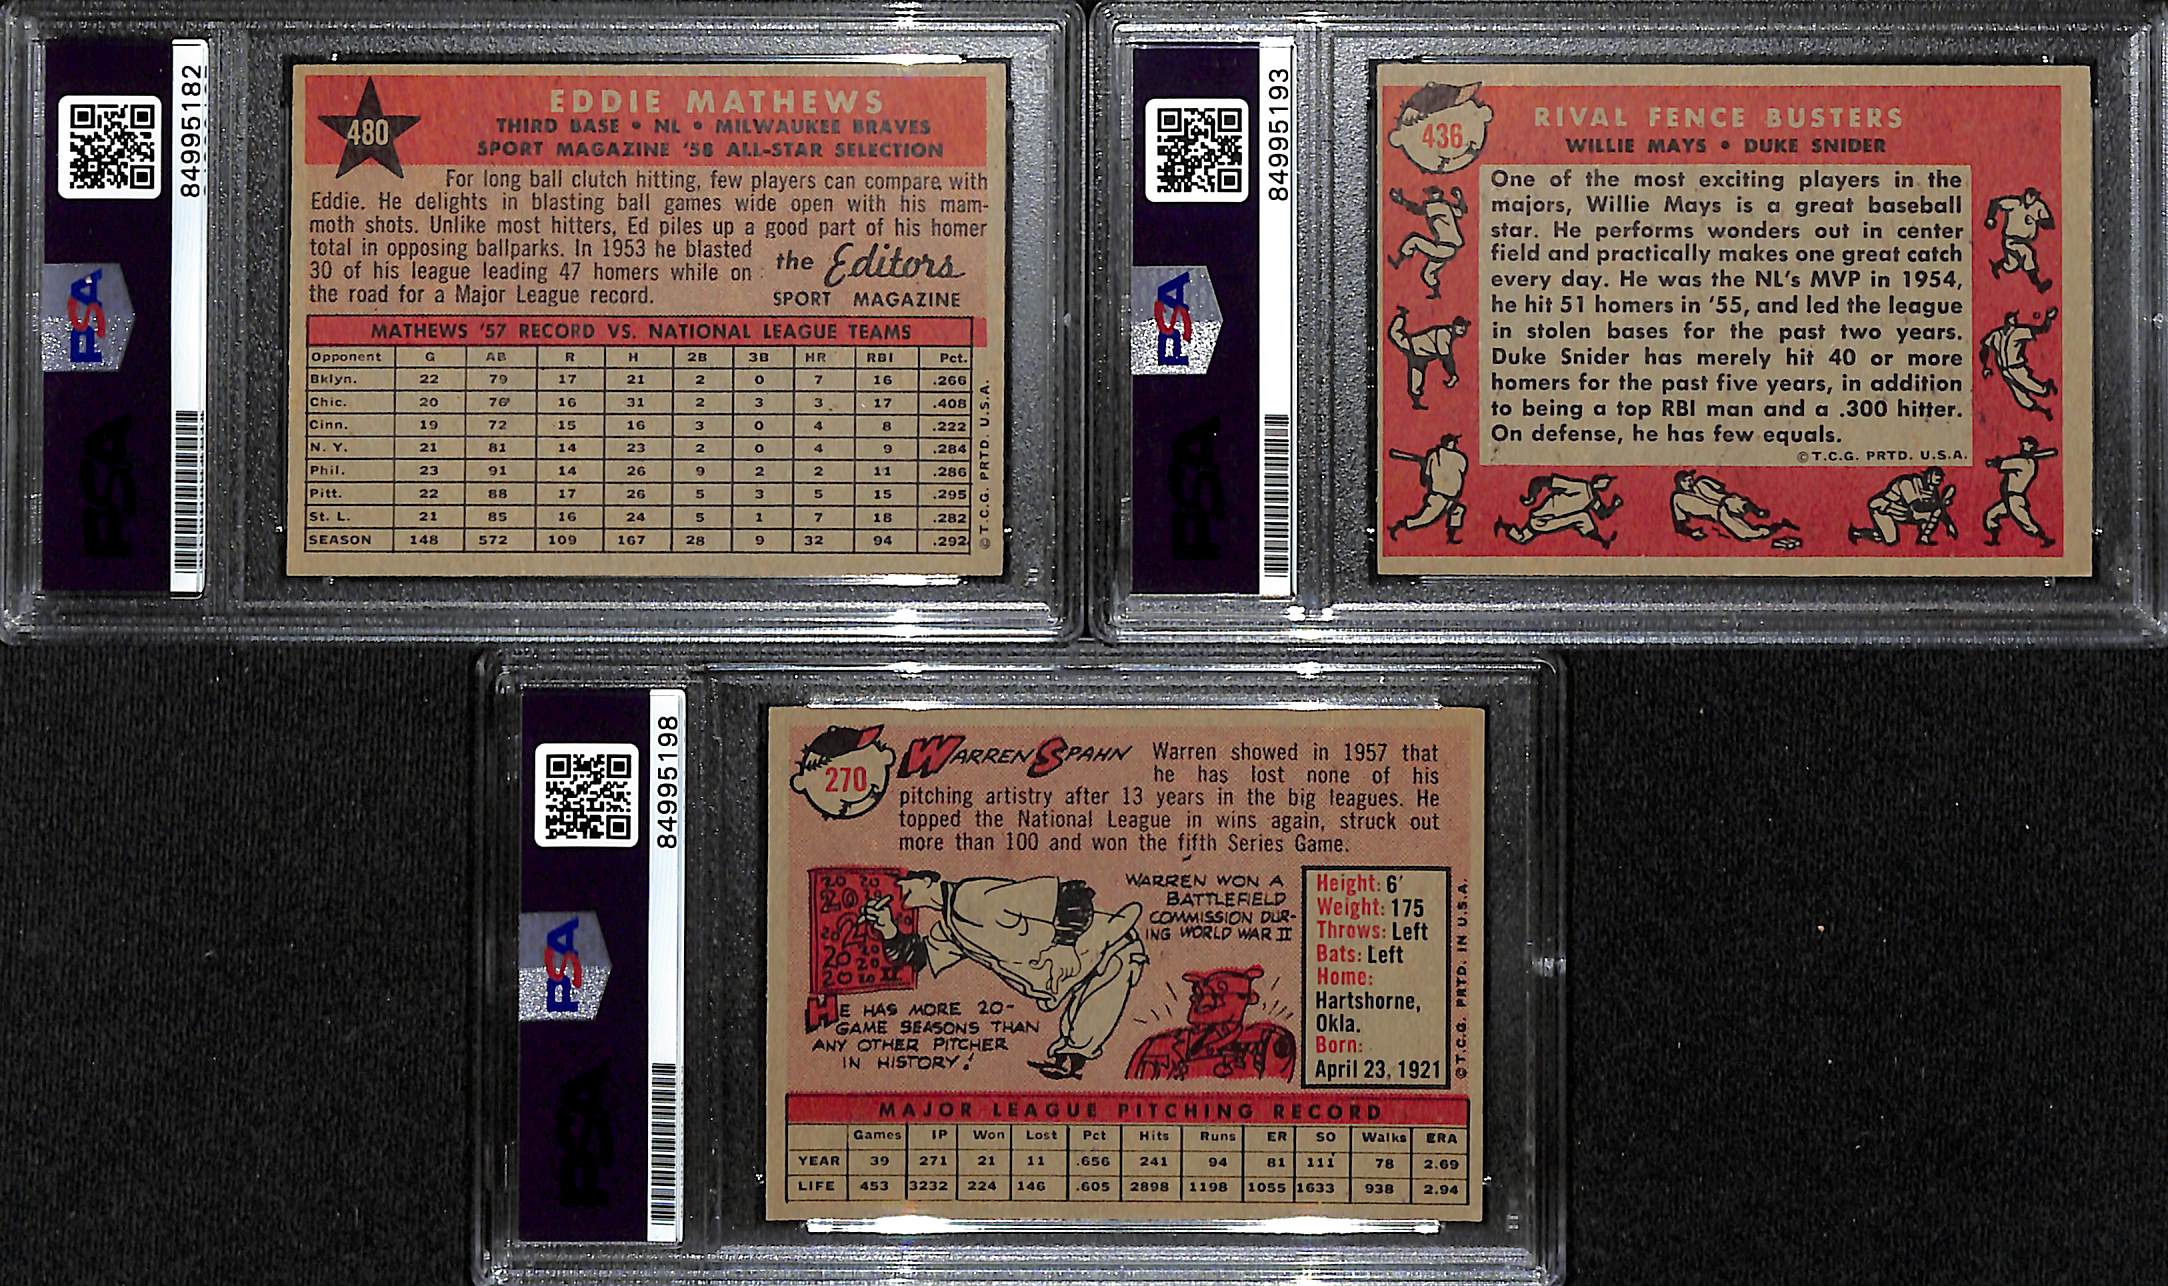 84995182
PSA
PSA
480
EDDIE MATHEWS
THIRD BASE • NL • MILWAUKEE BRAVES
SPORT MAGAZINE '58 ALL-STAR SELECTION
For long ball clutch hitting, few players can compare with
Eddie. He delights in blasting ball games wide open with his mam-
moth shots. Unlike most hitters, Ed piles up a good part of his homer
total in opposing ballparks. In 1953 he blasted
30 of his league leading 47 homers while on
the road for a Major League record.
the Editors
SPORT MAGAZINE
MATHEWS '57 RECORD VS. NATIONAL LEAGUE TEAMS
Opponent G AB R H 2B 3B HR RBI Pct.
Bklyn. 22 79 17 21 2 0 7 16 .266
Chic. 20 76 16 31 2 3 3 17 .408
Cinn. 19 72 15 16 3 0 4 8 .222
N. Y. 21 81 14 23 2 0 4 9 .284
Phil. 23 91 14 26 9 2 2 11 .286
Pitt. 22 88 17 26 5 3 5 15 .295
St. L. 21 85 16 24 5 1 7 18 .282
SEASON 148 572 109 167 28 9 32 94 .292
© T.C.G. PRTD. U.S.A.
84995193
PSA
PSA
436
RIVAL FENCE BUSTERS
WILLIE MAYS • DUKE SNIDER
One of the most exciting players in the
majors, Willie Mays is a great baseball
star. He performs wonders out in center
field and practically makes one great catch
every day. He was the NL's MVP in 1954,
he hit 51 homers in '55, and led the league
in stolen bases for the past two years.
Duke Snider has merely hit 40 or more
homers for the past five years, in addition
to being a top RBI man and a .300 hitter.
On defense, he has few equals.
© T.C.G. PRTD. U.S.A.
84995198
PSA
PSA
270
WARREN SPAHN Warren showed in 1957 that
he has lost none of his
pitching artistry after 13 years in the big leagues. He
topped the National League in wins again, struck out
more than 100 and won the fifth Series Game.
20 20
20 20
20 20
20 20
20 20 II
HE HAS MORE 20-
GAME SEASONS THAN
ANY OTHER PITCHER
IN HISTORY!
WARREN WON A
BATTLEFIELD
COMMISSION DUR-
ING WORLD WAR II
Height: 6'
Weight: 175
Throws: Left
Bats: Left
Home:
Hartshorne,
Okla.
Born:
April 23, 1921
© T.C.G. PRTD. IN U.S.A.
MAJOR LEAGUE PITCHING RECORD
Games IP Won Lost Pct Hits Runs ER SO Walks ERA
YEAR 39 271 21 11 .656 241 94 81 111 78 2.69
LIFE 453 3232 224 146 .605 2898 1198 1055 1633 938 2.94